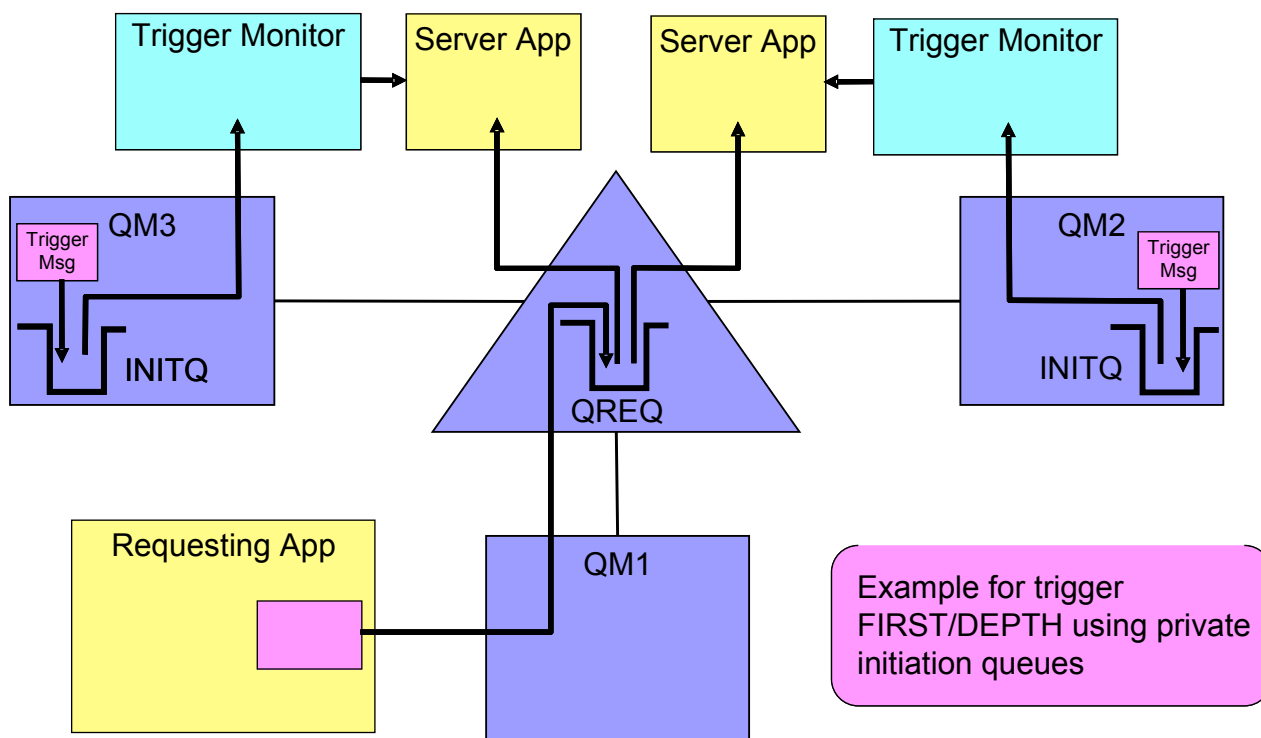 Trigger Monitor
Server App
Server App
Trigger Monitor
QM3
Trigger
Msg
INITQ
QM2
Trigger
Msg
INITQ
QREQ
Requesting App
QM1
Example for trigger
FIRST/DEPTH using private
initiation queues